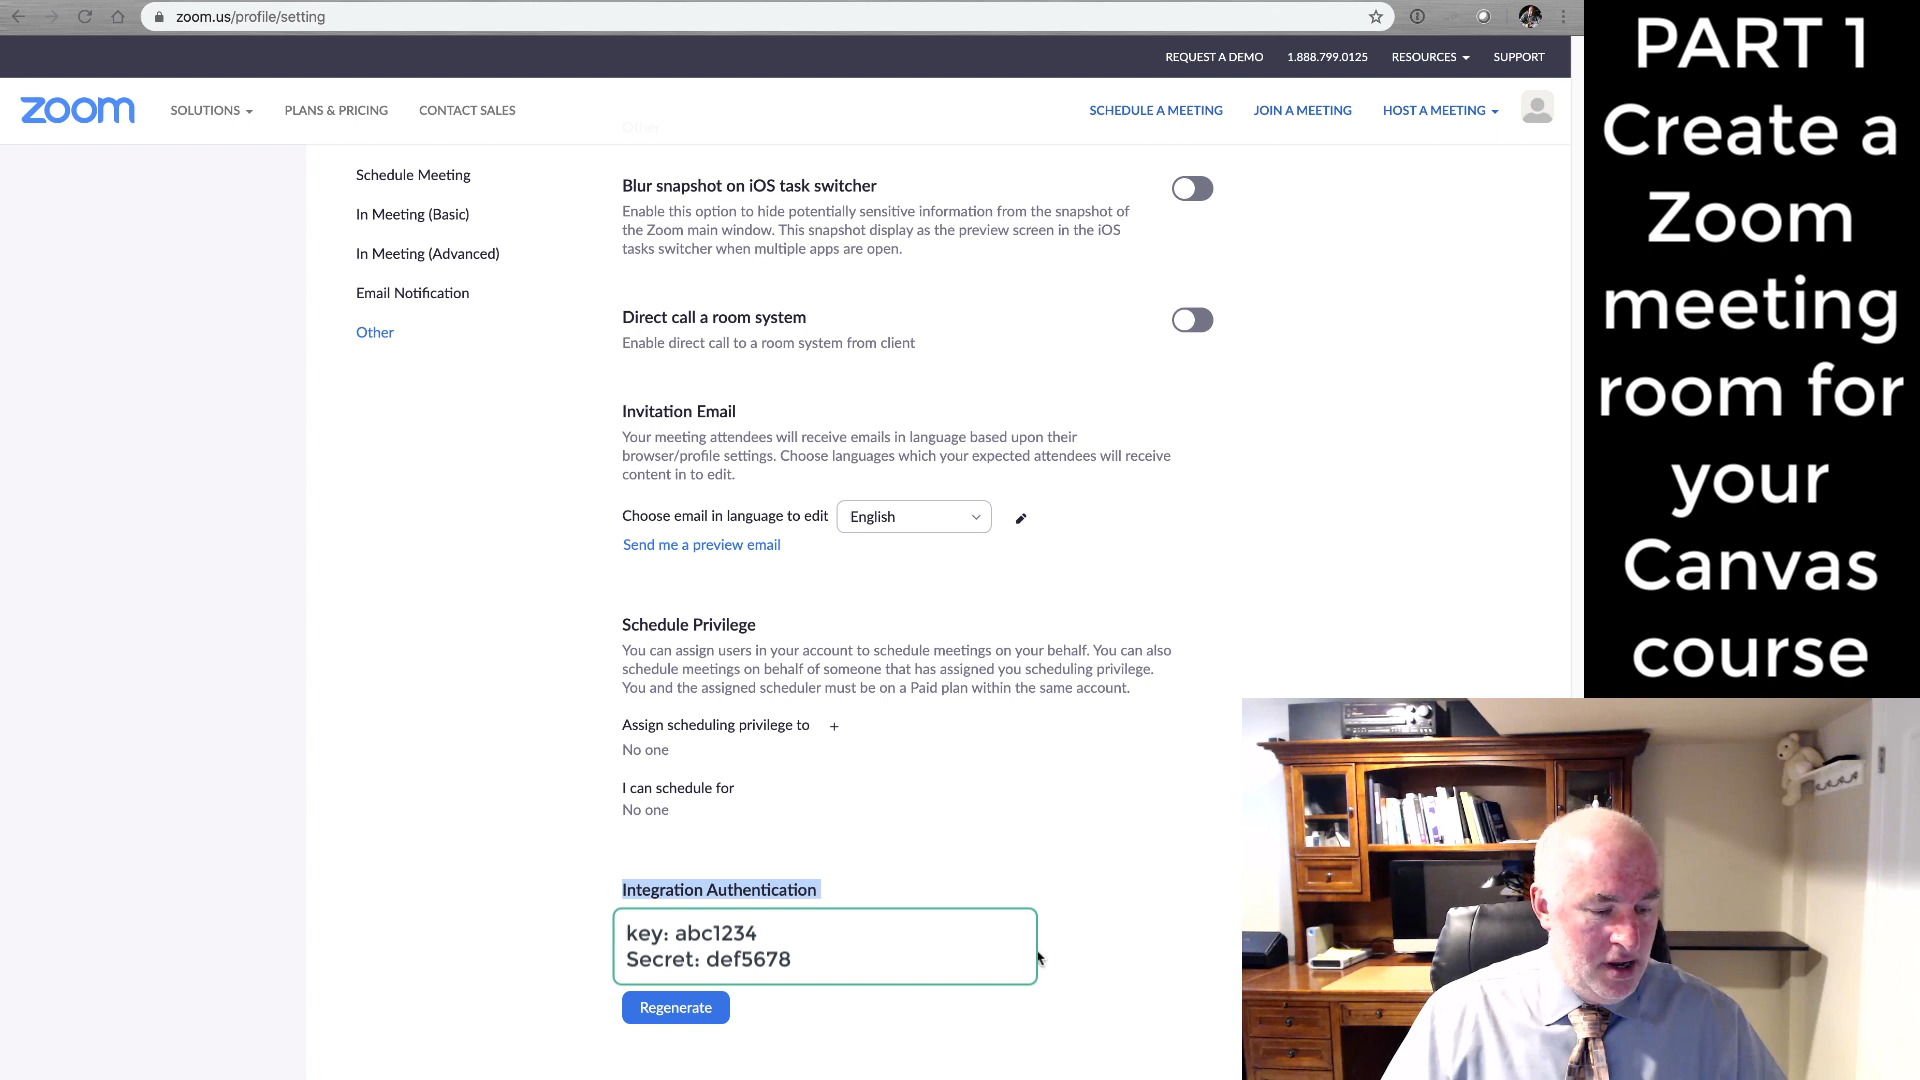 zoom.us/profile/setting
REQUEST A DEMO 1.888.799.0125 RESOURCES SUPPORT
zoom SOLUTIONS PLANS & PRICING CONTACT SALES SCHEDULE A MEETING JOIN A MEETING HOST A MEETING
Other
Schedule Meeting
In Meeting (Basic)
In Meeting (Advanced)
Email Notification
Other
Blur snapshot on iOS task switcher
Enable this option to hide potentially sensitive information from the snapshot of
the Zoom main window. This snapshot display as the preview screen in the iOS
tasks switcher when multiple apps are open.
Direct call a room system
Enable direct call to a room system from client
Invitation Email
Your meeting attendees will receive emails in language based upon their
browser/profile settings. Choose languages which your expected attendees will receive
content in to edit.
Choose email in language to edit English
Send me a preview email
Schedule Privilege
You can assign users in your account to schedule meetings on your behalf. You can also
schedule meetings on behalf of someone that has assigned you scheduling privilege.
You and the assigned scheduler must be on a Paid plan within the same account.
Assign scheduling privilege to +
No one
I can schedule for
No one
Integration Authentication
key: abc1234
Secret: def5678
Regenerate
PART 1
Create a
Zoom
meeting
room for
your
Canvas
course